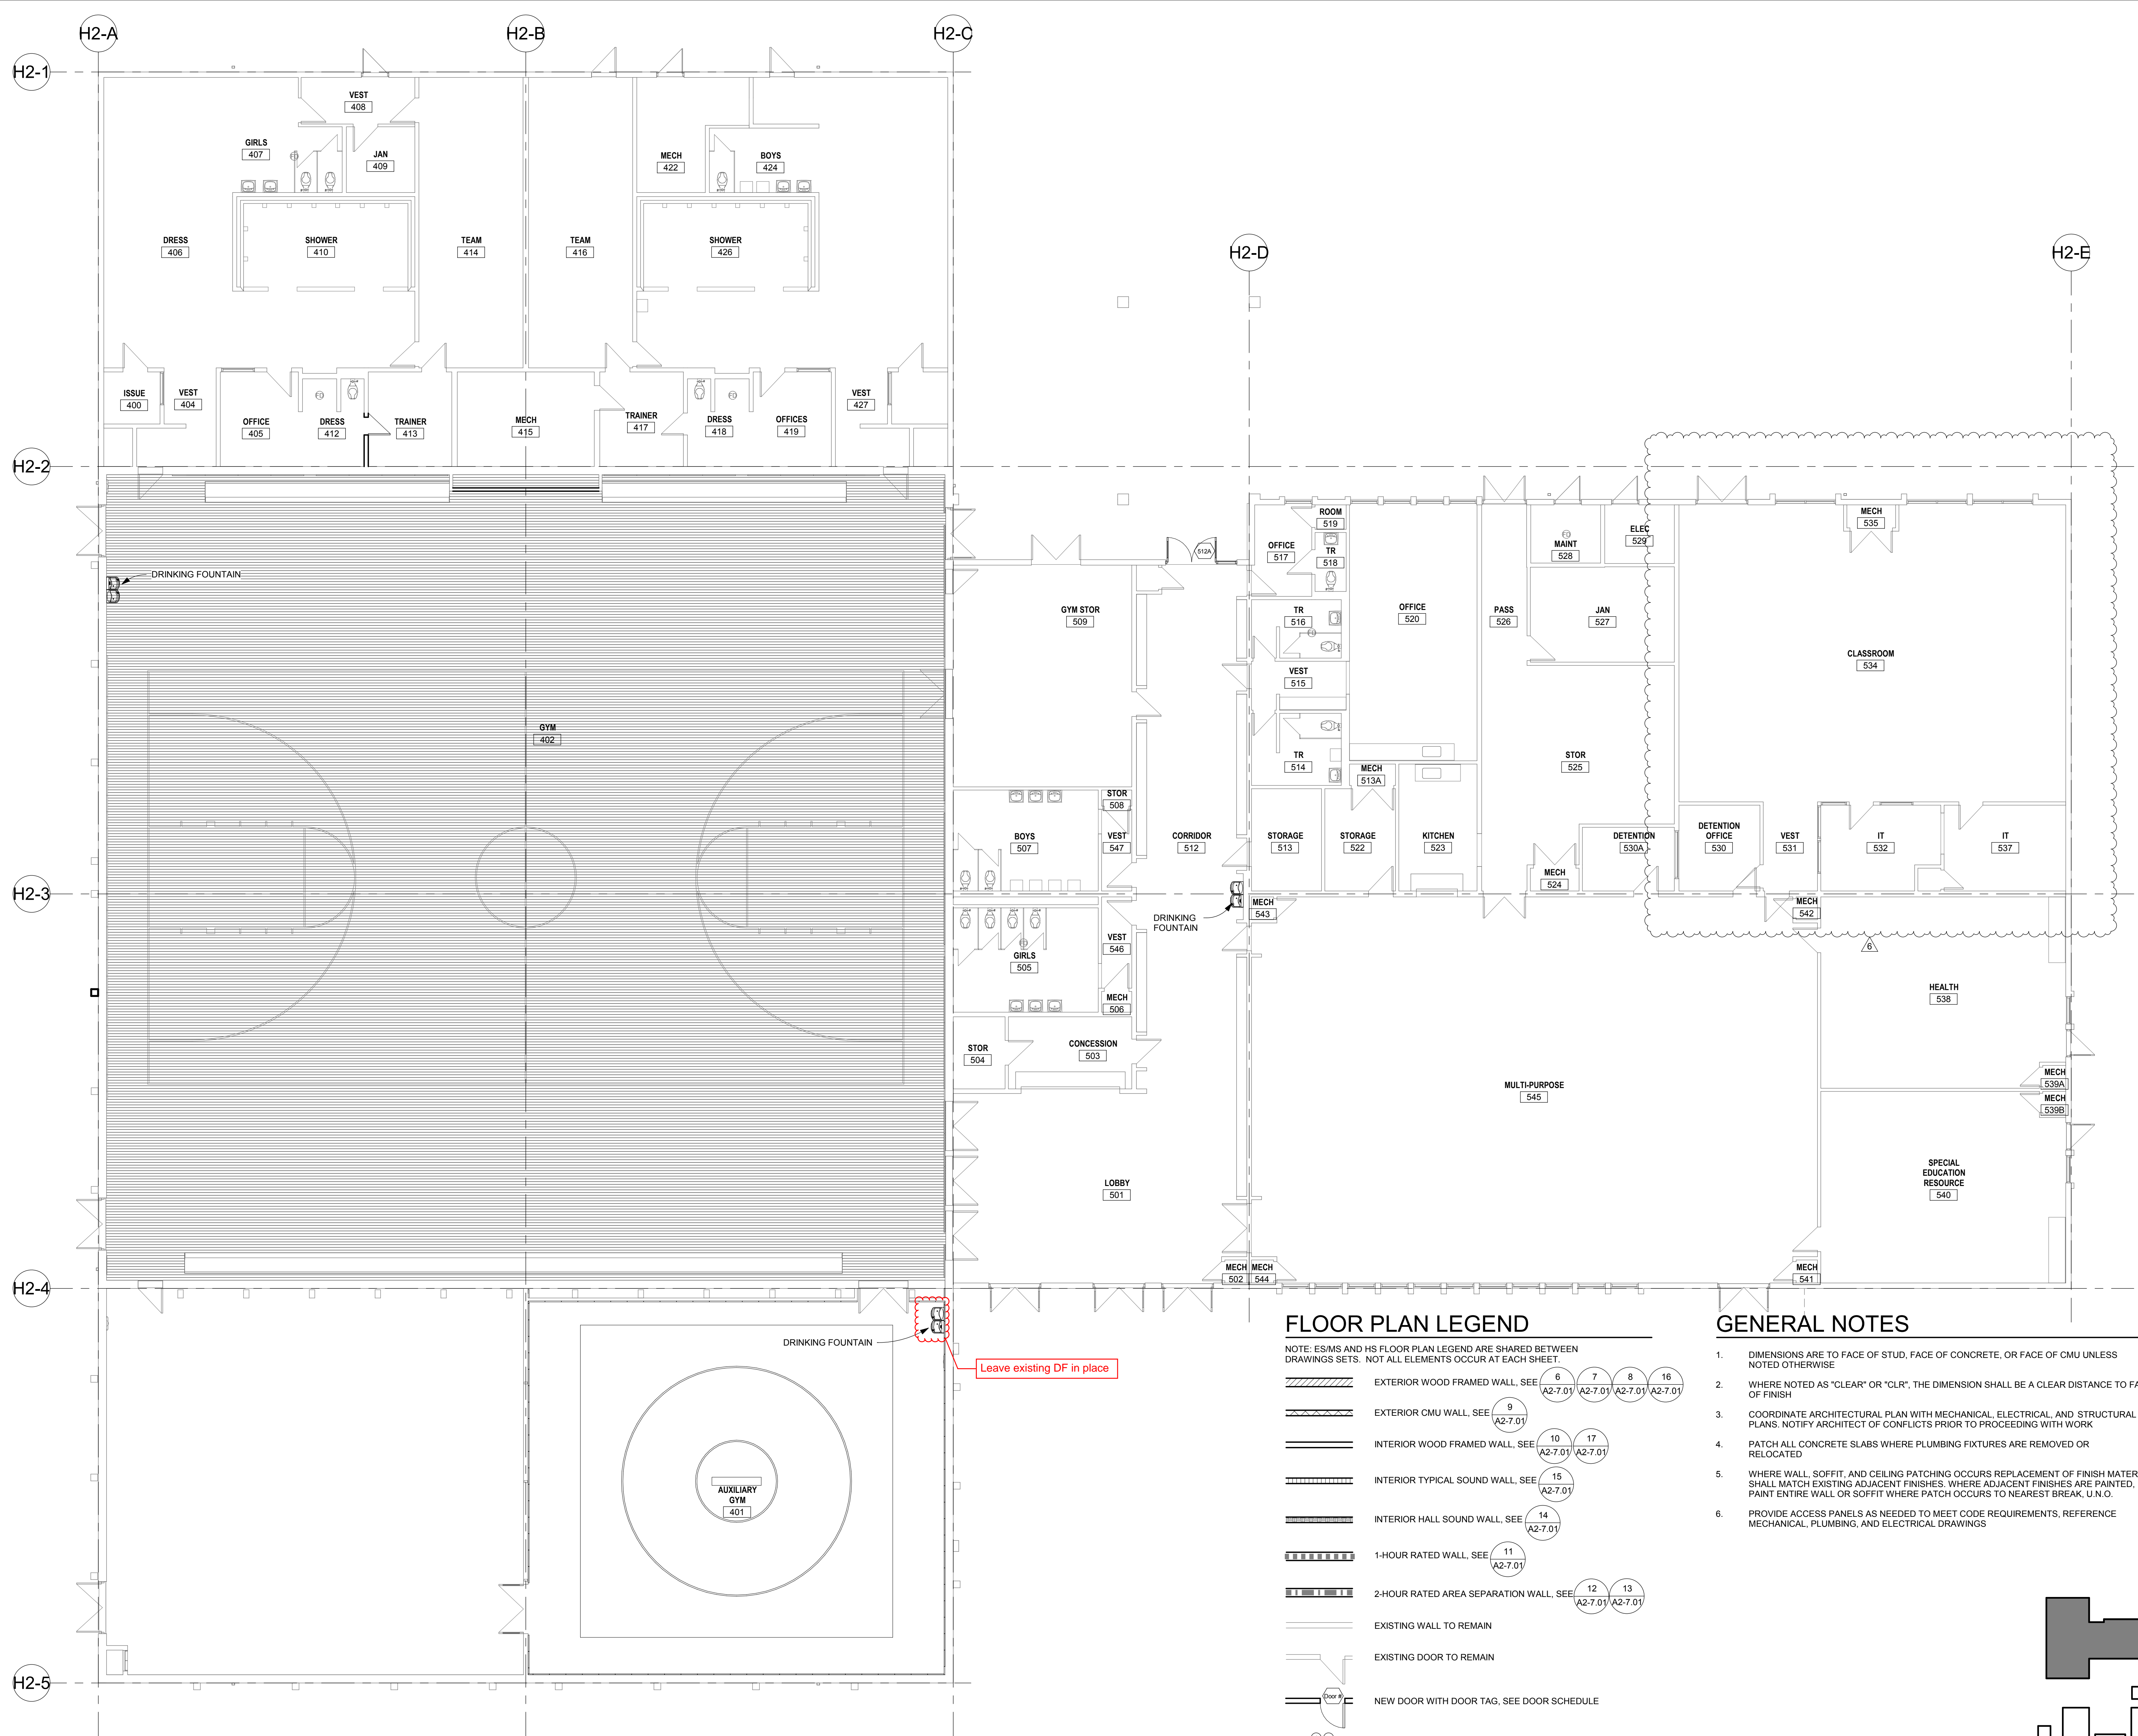 H2-A
H2-B
H2-C
H2-1
VEST
408
GIRLS
407
JAN
409
MECH
422
BOYS
424
DRESS
406
SHOWER
410
TEAM
414
TEAM
416
SHOWER
426
H2-D
H2-E
ISSUE
400
VEST
404
OFFICE
405
DRESS
412
TRAINER
413
MECH
415
TRAINER
417
DRESS
418
OFFICES
419
VEST
427
H2-2
DRINKING FOUNTAIN
GYM
402
GYM STOR
509
512A
OFFICE
517
ROOM
519
TR
518
TR
516
VEST
515
TR
514
OFFICE
520
PASS
526
MAINT
528
ELEC
529
JAN
527
MECH
535
CLASSROOM
534
STOR
525
MECH
513A
STOR
508
BOYS
507
VEST
547
CORRIDOR
512
STORAGE
513
STORAGE
522
KITCHEN
523
MECH
524
DETENTION
530A
DETENTION
OFFICE
530
VEST
531
IT
532
IT
537
H2-3
DRINKING
FOUNTAIN
MECH
543
MECH
542
6
VEST
546
GIRLS
505
MECH
506
STOR
504
CONCESSION
503
HEALTH
538
MECH
539A
MECH
539B
MULTI-PURPOSE
545
SPECIAL
EDUCATION
RESOURCE
540
LOBBY
501
MECH
502
MECH
544
MECH
541
H2-4
DRINKING FOUNTAIN
Leave existing DF in place
AUXILIARY
GYM
401
H2-5
FLOOR PLAN LEGEND
NOTE: ES/MS AND HS FLOOR PLAN LEGEND ARE SHARED BETWEEN
DRAWINGS SETS. NOT ALL ELEMENTS OCCUR AT EACH SHEET.
EXTERIOR WOOD FRAMED WALL, SEE
6
A2-7.01
7
A2-7.01
8
A2-7.01
16
A2-7.01
EXTERIOR CMU WALL, SEE
9
A2-7.01
INTERIOR WOOD FRAMED WALL, SEE
10
A2-7.01
17
A2-7.01
INTERIOR TYPICAL SOUND WALL, SEE
15
A2-7.01
INTERIOR HALL SOUND WALL, SEE
14
A2-7.01
1-HOUR RATED WALL, SEE
11
A2-7.01
2-HOUR RATED AREA SEPARATION WALL, SEE
12
A2-7.01
13
A2-7.01
EXISTING WALL TO REMAIN
EXISTING DOOR TO REMAIN
Door #
NEW DOOR WITH DOOR TAG, SEE DOOR SCHEDULE
GENERAL NOTES
1. DIMENSIONS ARE TO FACE OF STUD, FACE OF CONCRETE, OR FACE OF CMU UNLESS
NOTED OTHERWISE
2. WHERE NOTED AS "CLEAR" OR "CLR", THE DIMENSION SHALL BE A CLEAR DISTANCE TO FA
OF FINISH
3. COORDINATE ARCHITECTURAL PLAN WITH MECHANICAL, ELECTRICAL, AND STRUCTURAL
PLANS. NOTIFY ARCHITECT OF CONFLICTS PRIOR TO PROCEEDING WITH WORK
4. PATCH ALL CONCRETE SLABS WHERE PLUMBING FIXTURES ARE REMOVED OR
RELOCATED
5. WHERE WALL, SOFFIT, AND CEILING PATCHING OCCURS REPLACEMENT OF FINISH MATER
SHALL MATCH EXISTING ADJACENT FINISHES. WHERE ADJACENT FINISHES ARE PAINTED,
PAINT ENTIRE WALL OR SOFFIT WHERE PATCH OCCURS TO NEAREST BREAK, U.N.O.
6. PROVIDE ACCESS PANELS AS NEEDED TO MEET CODE REQUIREMENTS, REFERENCE
MECHANICAL, PLUMBING, AND ELECTRICAL DRAWINGS